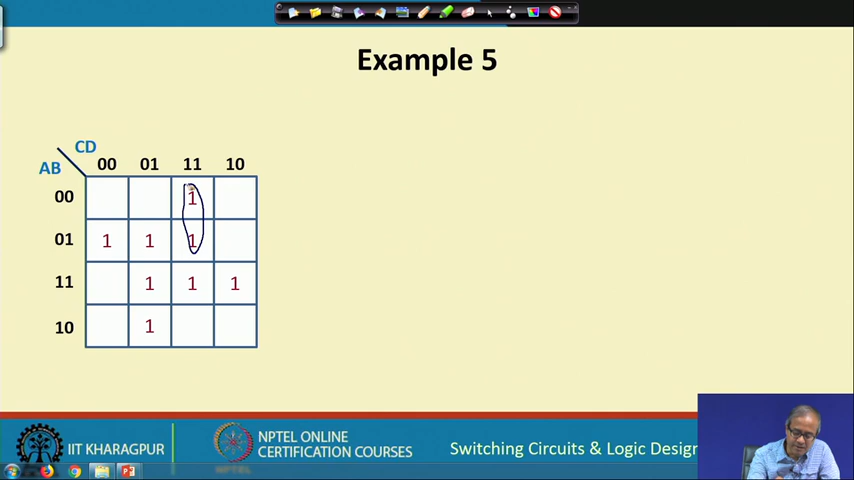 Example 5
CD
AB 00 01 11 10
00 1
01 1 1 1
11 1 1 1
10 1
IIT KHARAGPUR
NPTEL ONLINE
CERTIFICATION COURSES
NPTEL
Switching Circuits & Logic Design